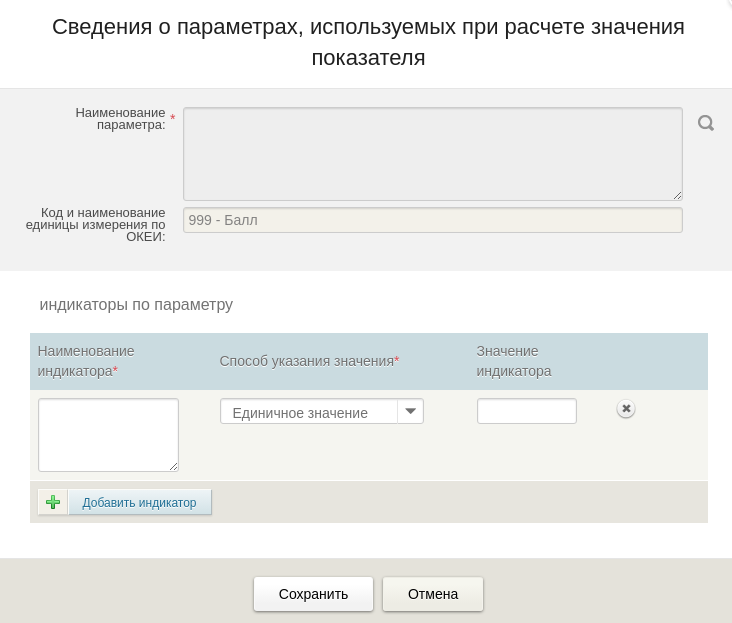 Сведения о параметрах, используемых при расчете значения
показателя
Наименование
параметра: *
Код и наименование
единицы измерения по
ОКЕИ:
999 - Балл
индикаторы по параметру
Наименование
индикатора*
Способ указания значения*
Значение
индикатора
Единичное значение
Добавить индикатор
Сохранить
Отмена